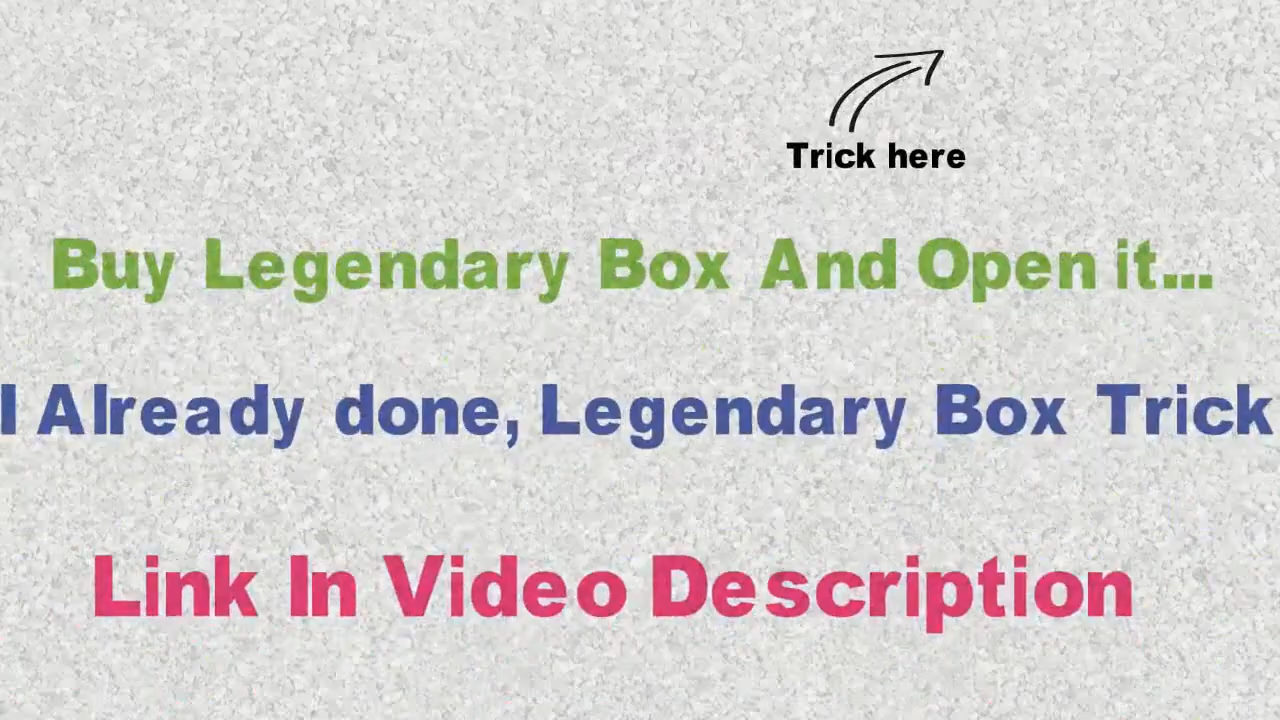 Trick here
Buy Legendary Box And Open it...
I Already done, Legendary Box Trick
Link In Video Description